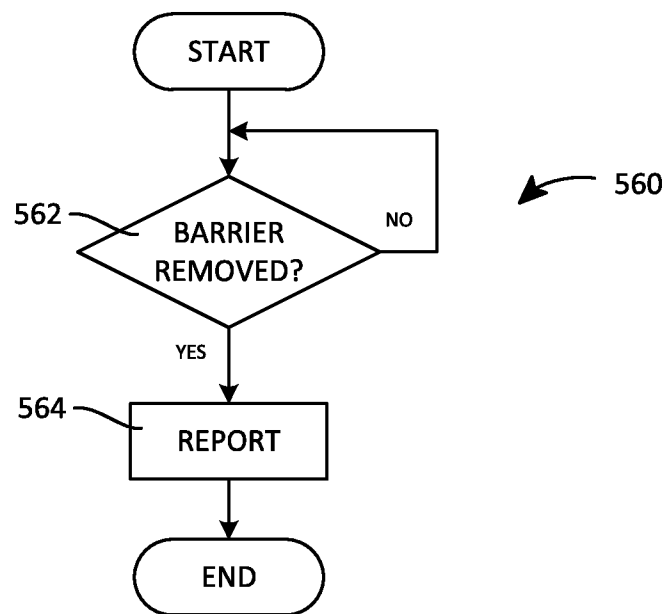 START
560
562
BARRIER
REMOVED?
NO
YES
564
REPORT
END